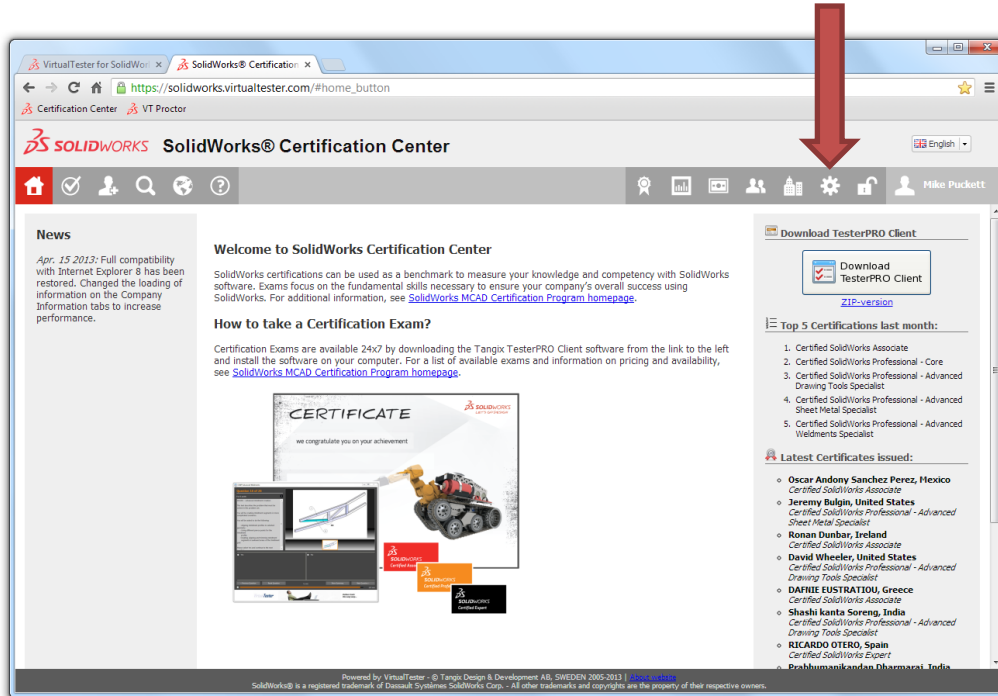 VirtualTester for SolidWor
SolidWorks® Certification
https://solidworks.virtualtester.com/#home_button
Certification Center VT Proctor
SOLIDWORKS SolidWorks® Certification Center
English
Mike Puckett
News
Apr. 15 2013: Full compatibility
with Internet Explorer 8 has been
restored. Changed the loading of
information on the Company
Information tabs to increase
performance.
Welcome to SolidWorks Certification Center
SolidWorks certifications can be used as a benchmark to measure your knowledge and competency with SolidWorks
software. Exams focus on the fundamental skills necessary to ensure your company's overall success using
SolidWorks. For additional information, see SolidWorks MCAD Certification Program homepage.
How to take a Certification Exam?
Certification Exams are available 24x7 by downloading the Tangix TesterPRO Client software from the link to the left
and install the software on your computer. For a list of available exams and information on pricing and availability,
see SolidWorks MCAD Certification Program homepage.
CERTIFICATE
SOLIDWORKS
we congratulate you on your achievement
SOLIDWORKS
SOLIDWORKS
SOLIDWORKS
Certified Expert
Download TesterPRO Client
Download
TesterPRO Client
ZIP-version
Top 5 Certifications last month:
1. Certified SolidWorks Associate
2. Certified SolidWorks Professional - Core
3. Certified SolidWorks Professional - Advanced
Drawing Tools Specialist
4. Certified SolidWorks Professional - Advanced
Sheet Metal Specialist
5. Certified SolidWorks Professional - Advanced
Weldments Specialist
Latest Certificates issued:
Oscar Andony Sanchez Perez, Mexico
Certified SolidWorks Associate
Jeremy Bulgin, United States
Certified SolidWorks Professional - Advanced
Sheet Metal Specialist
Ronan Dunbar, Ireland
Certified SolidWorks Associate
David Wheeler, United States
Certified SolidWorks Professional - Advanced
Drawing Tools Specialist
DAFNIE EUSTRATIOU, Greece
Certified SolidWorks Associate
Shashi kanta Soreng, India
Certified SolidWorks Professional - Advanced
Drawing Tools Specialist
RICARDO OTERO, Spain
Certified SolidWorks Expert
Prabhumanikandan Dharmaraj, India
Powered by VirtualTester - © Tangix Design & Development AB, SWEDEN 2005-2013 | About website
SolidWorks® is a registered trademark of Dassault Systèmes SolidWorks Corp. - All other trademarks and copyrights are the property of their respective owners.